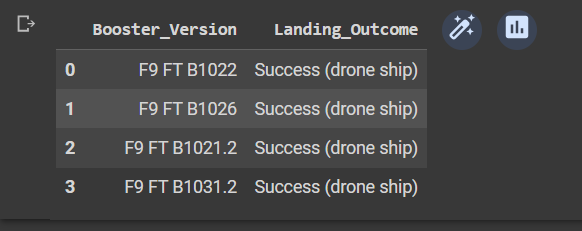 Booster_Version Landing_Outcome
0 F9 FT B1022 Success (drone ship)
1 F9 FT B1026 Success (drone ship)
2 F9 FT B1021.2 Success (drone ship)
3 F9 FT B1031.2 Success (drone ship)